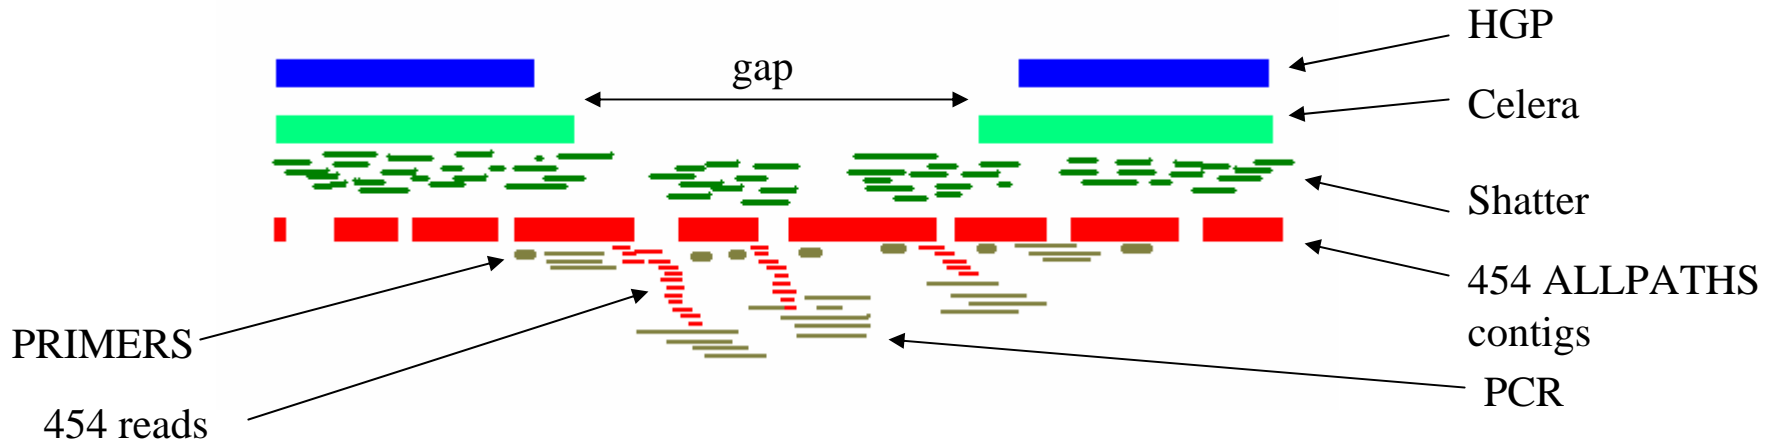 HGP
gap
Celera
Shatter
454 ALLPATHS
contigs
PRIMERS
PCR
454 reads